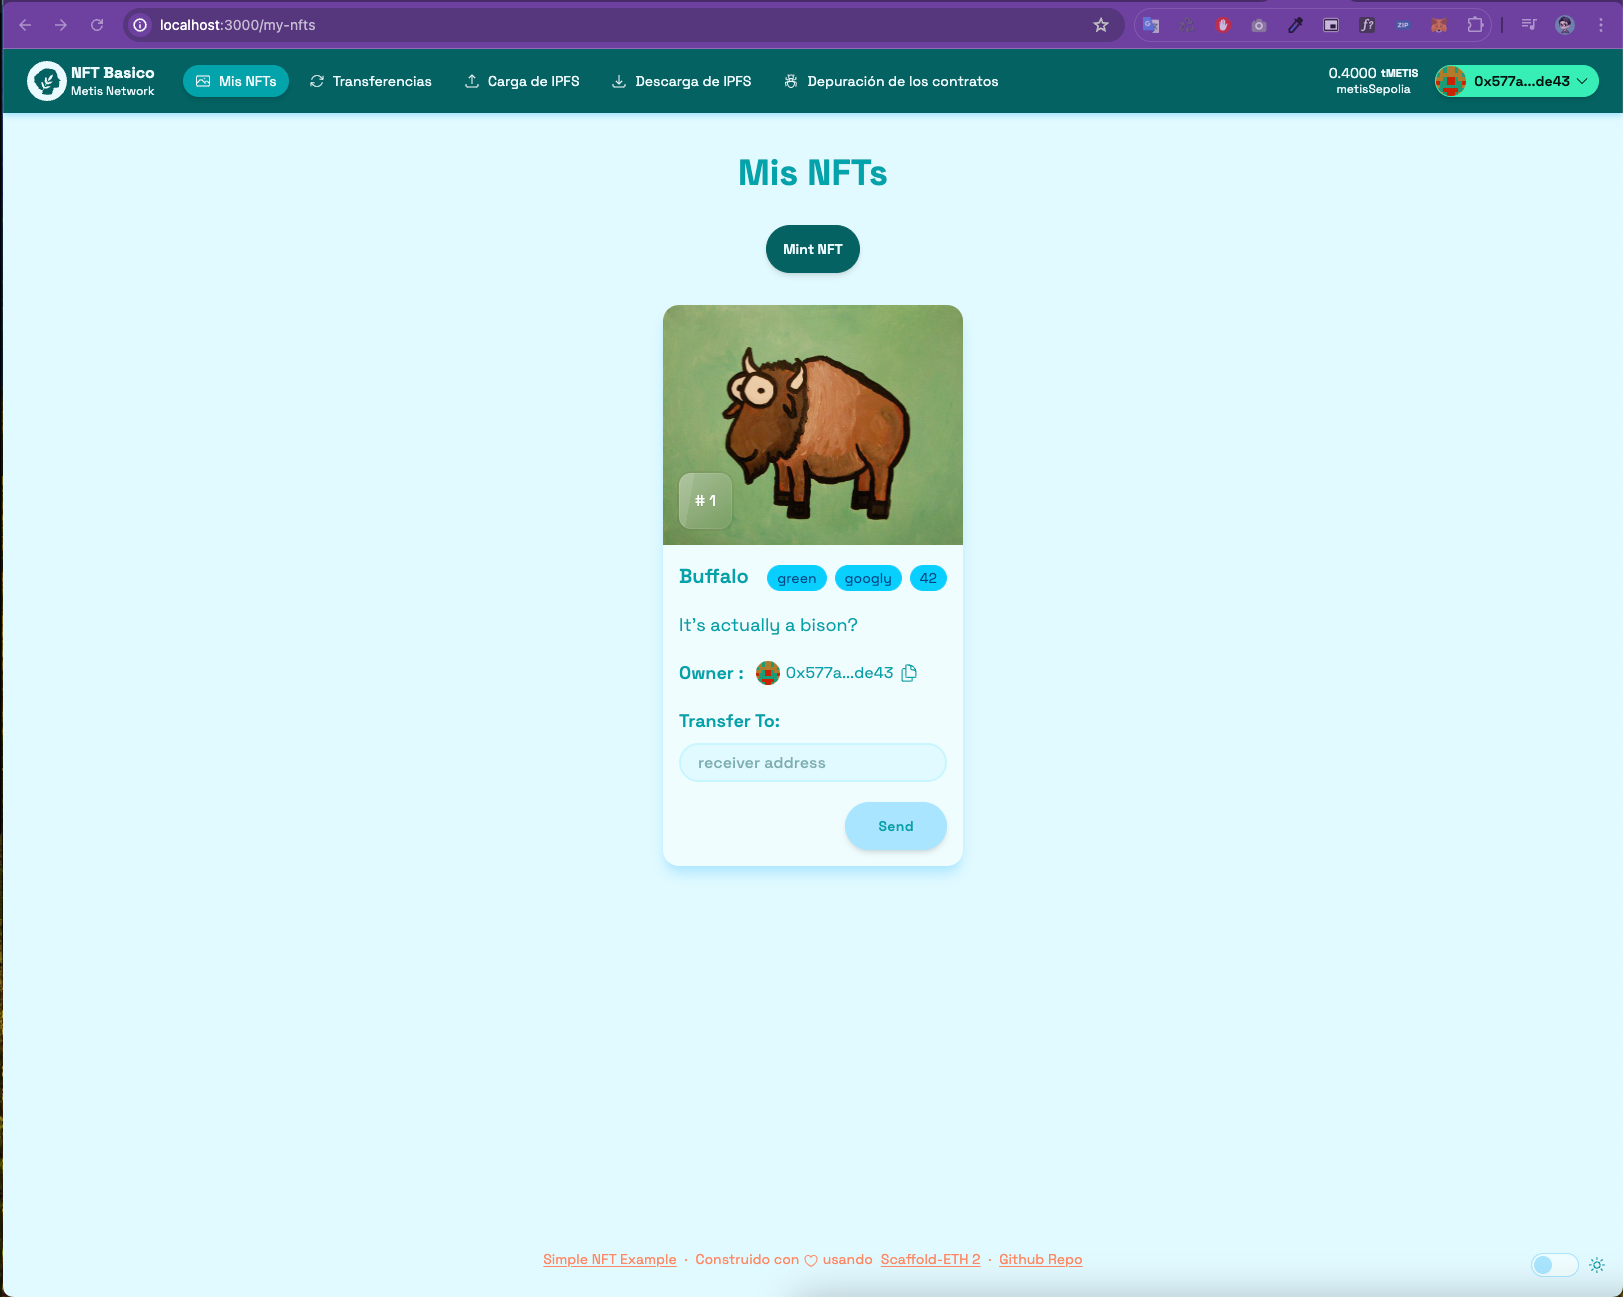 localhost:3000/my-nfts
NFT Basico
Metis Network
Mis NFTs
Transferencias
Carga de IPFS
Descarga de IPFS
Depuración de los contratos
0.4000 tMETIS
metisSepolia
0x577a...de43
Mis NFTs
Mint NFT
# 1
Buffalo green googly 42
It's actually a bison?
Owner : 0x577a...de43
Transfer To:
receiver address
Send
Simple NFT Example · Construido con usando Scaffold-ETH 2 · Github Repo